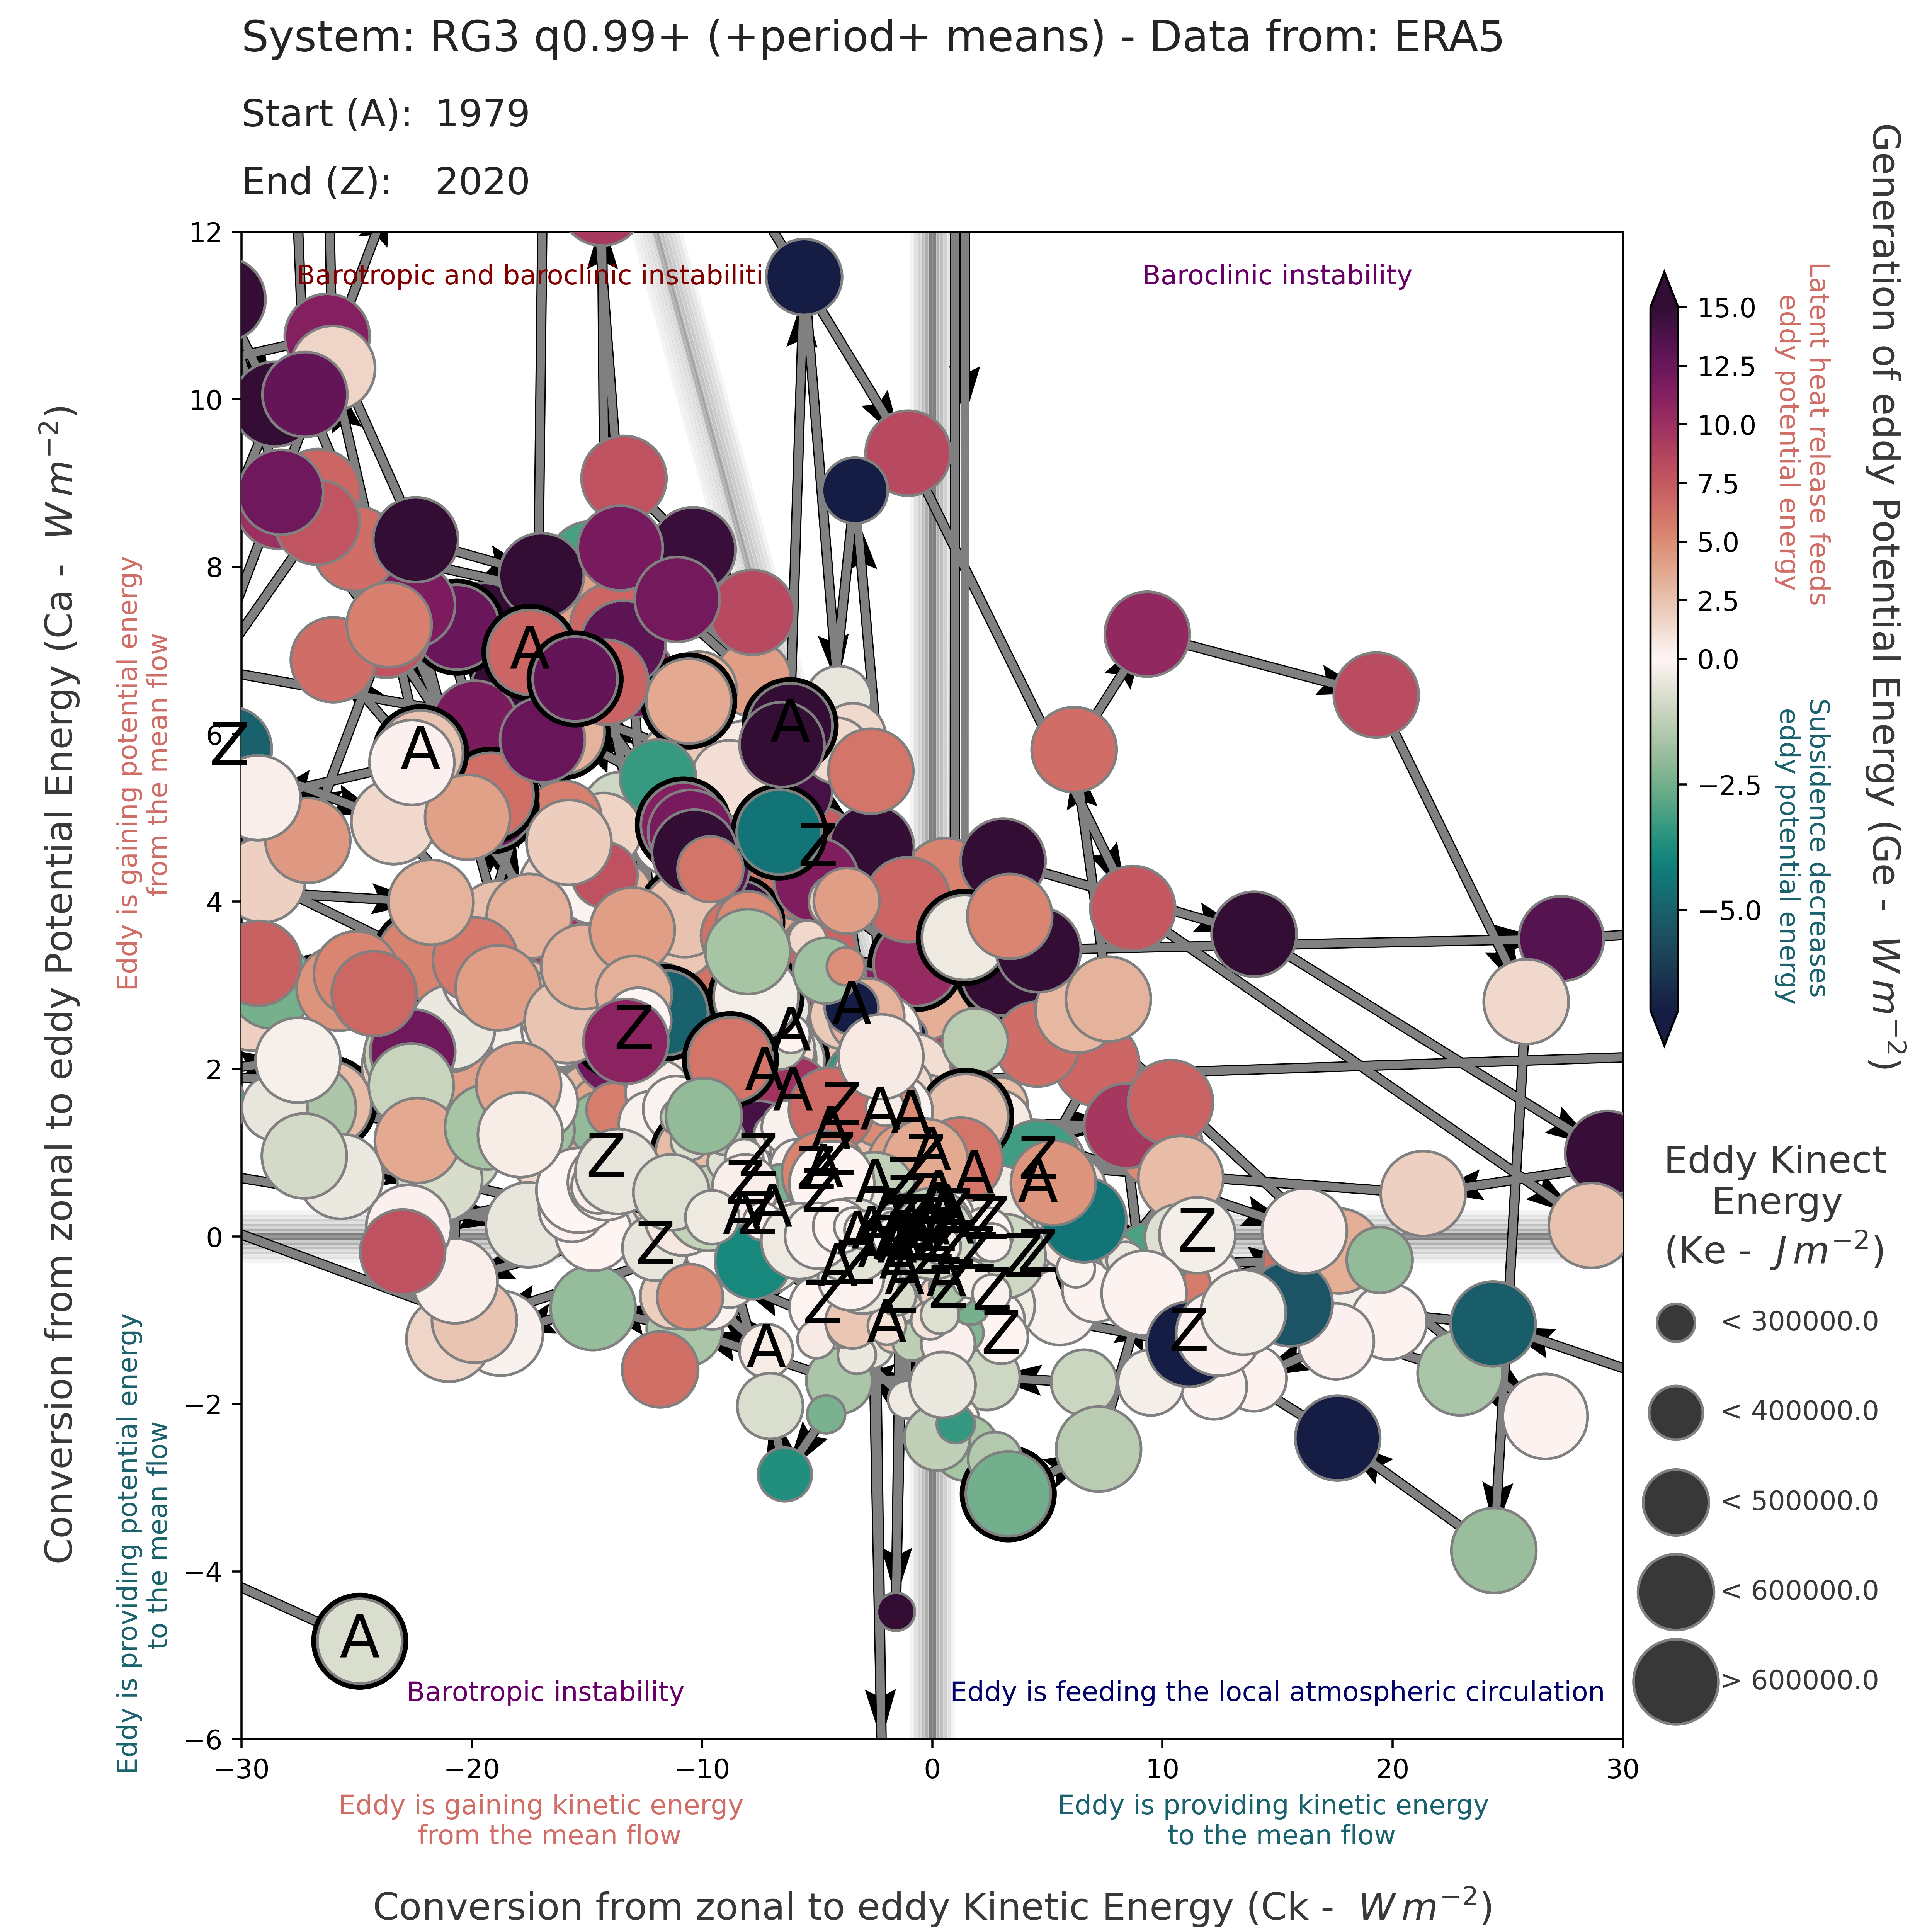 System: RG3 q0.99+ (+period+ means) - Data from: ERA5
Start (A): 1979
End (Z): 2020
Barotropic and baroclinic instabiliti
Baroclinic instability
Barotropic instability
Eddy is feeding the local atmospheric circulation
12
10
8
6
4
2
0
−2
−4
−6
−30
−20
−10
0
10
20
30
Conversion from zonal to eddy Potential Energy (Ca - W m⁻²)
Eddy is gaining potential energy
from the mean flow
Eddy is providing potential energy
to the mean flow
Eddy is gaining kinetic energy
from the mean flow
Eddy is providing kinetic energy
to the mean flow
Conversion from zonal to eddy Kinetic Energy (Ck - W m⁻²)
15.0
12.5
10.0
7.5
5.0
2.5
0.0
−2.5
−5.0
Latent heat release feeds
eddy potential energy
Subsidence decreases
eddy potential energy
Generation of eddy Potential Energy (Ge - W m⁻²)
Eddy Kinect
Energy
(Ke - J m⁻²)
< 300000.0
< 400000.0
< 500000.0
< 600000.0
> 600000.0
A
A
A
Z
Z
Z
A
A